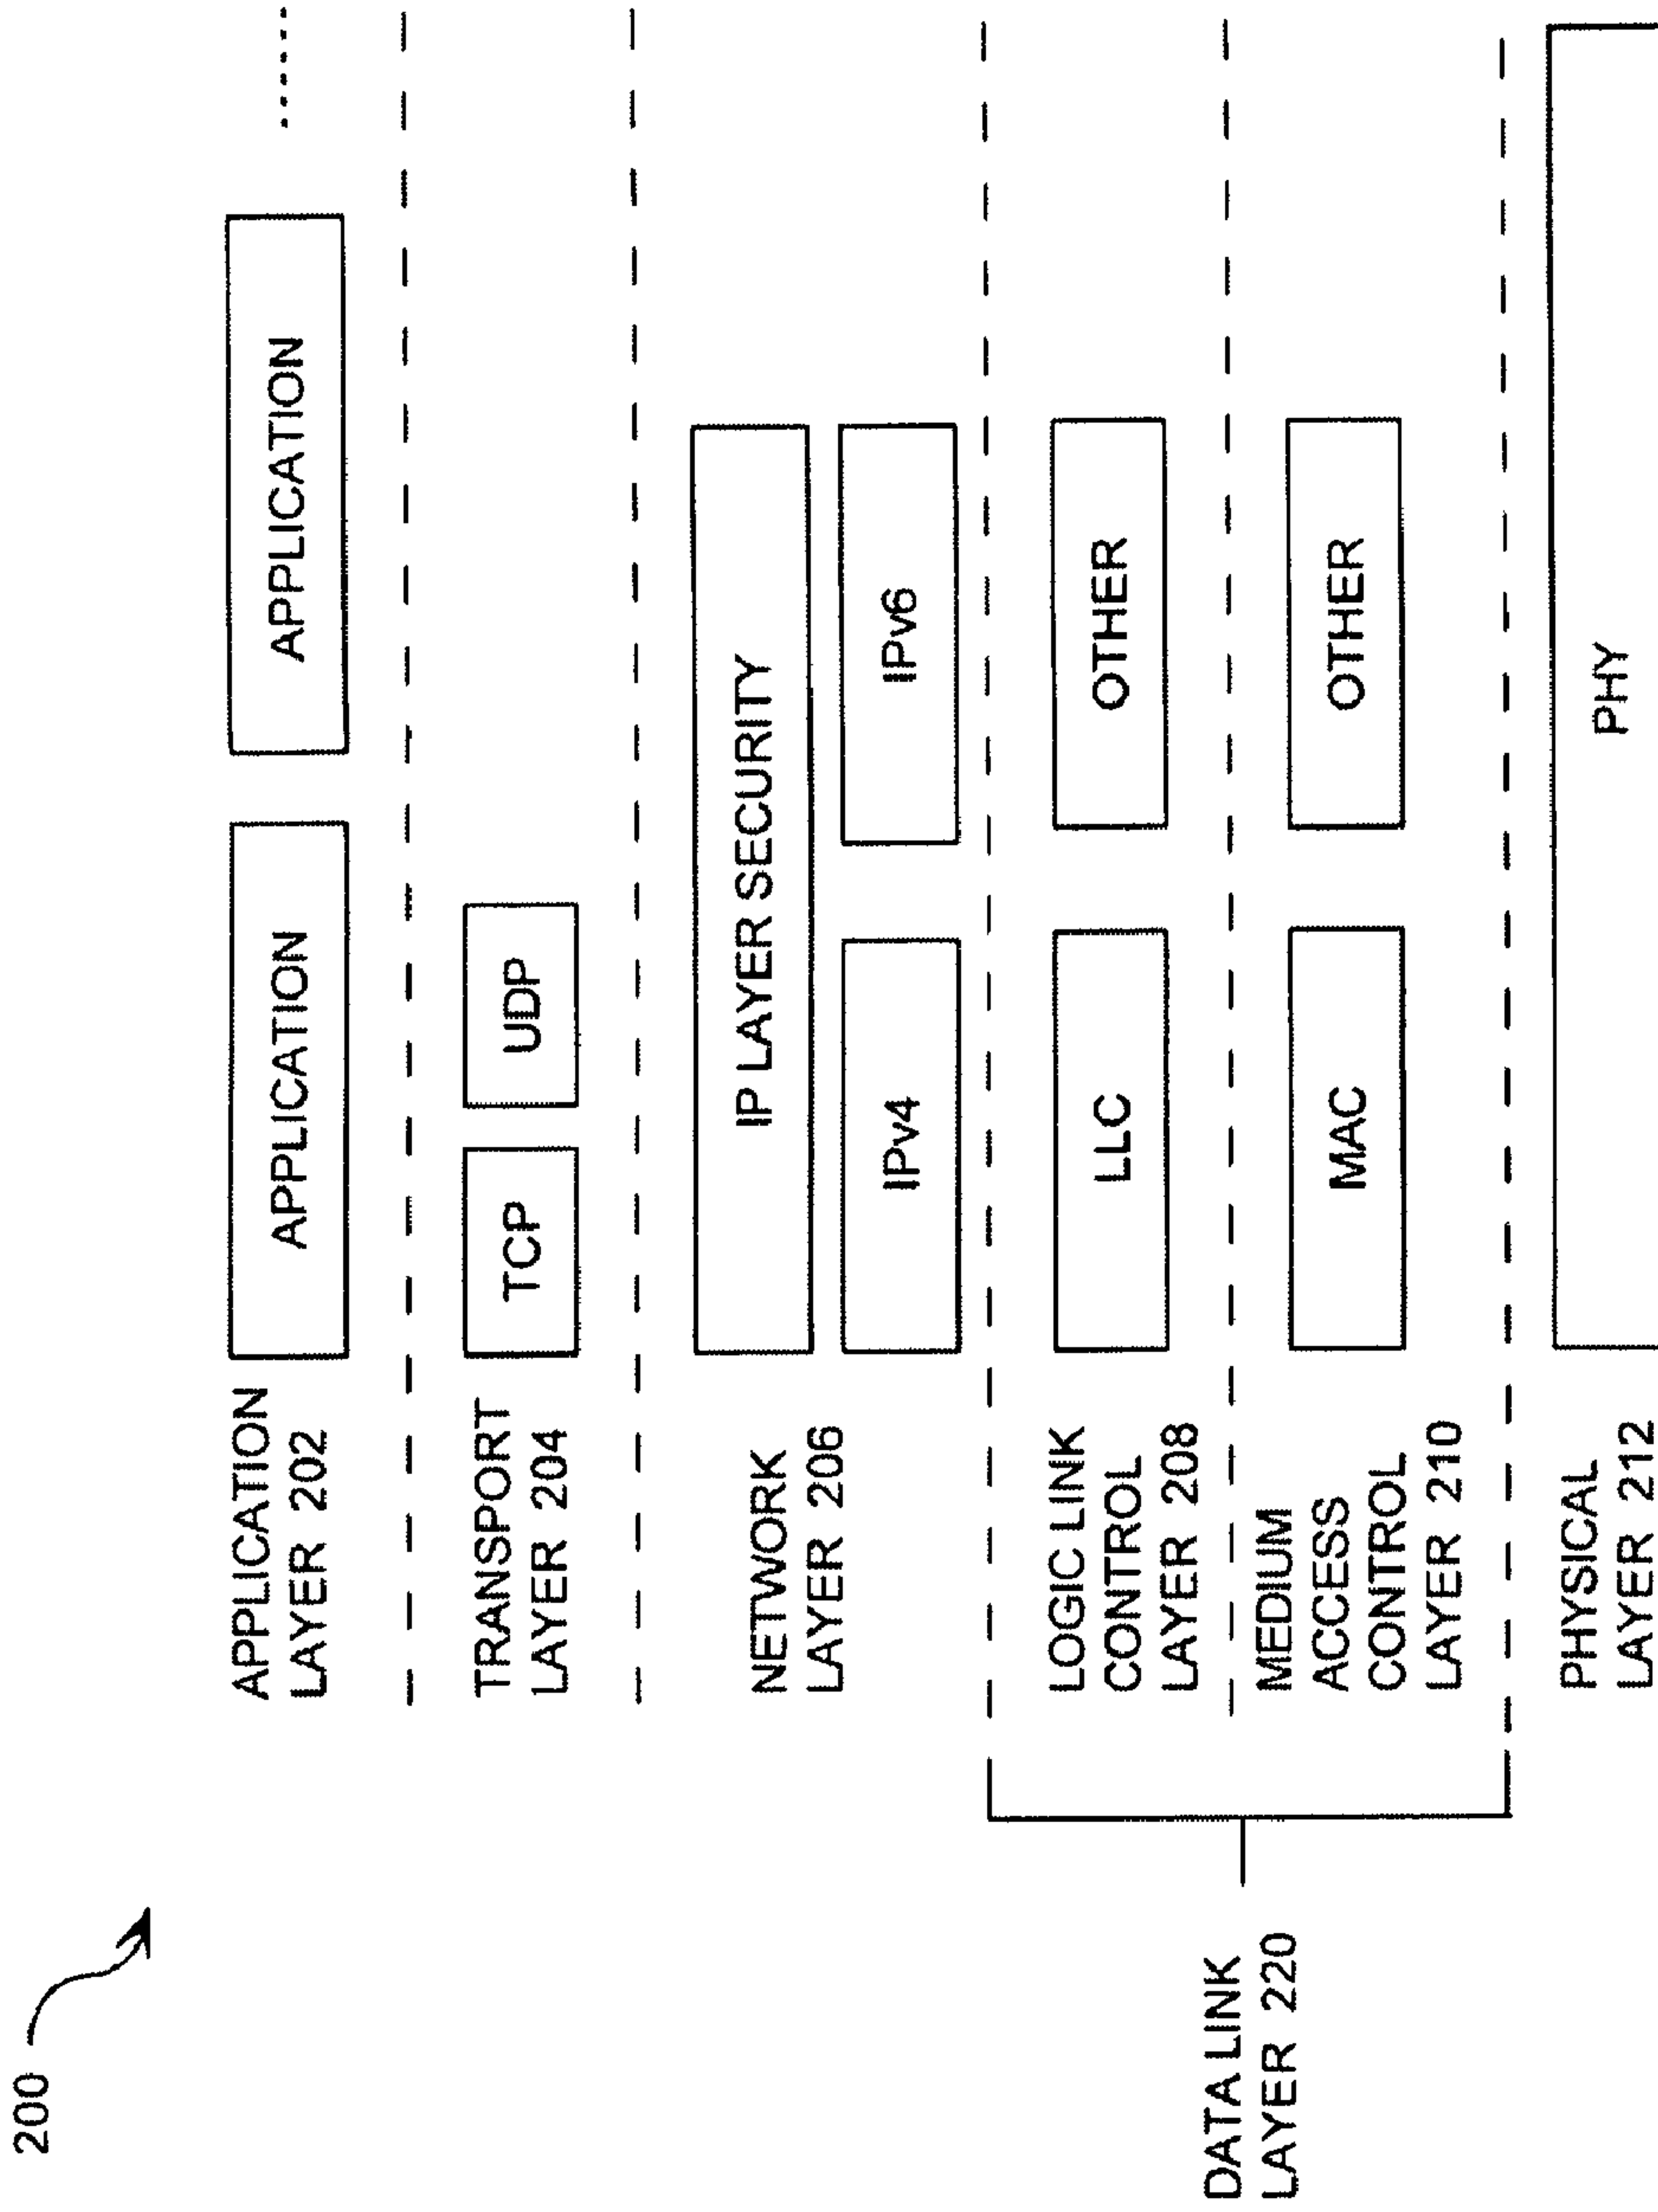 200
APPLICATION
LAYER 202
APPLICATION
APPLICATION
TRANSPORT
LAYER 204
TCP
UDP
NETWORK
LAYER 206
IP LAYER SECURITY
IPv4
IPv6
DATA LINK
LAYER 220
LOGIC LINK
CONTROL
LAYER 208
LLC
OTHER
MEDIUM
ACCESS
CONTROL
LAYER 210
MAC
OTHER
PHYSICAL
LAYER 212
PHY